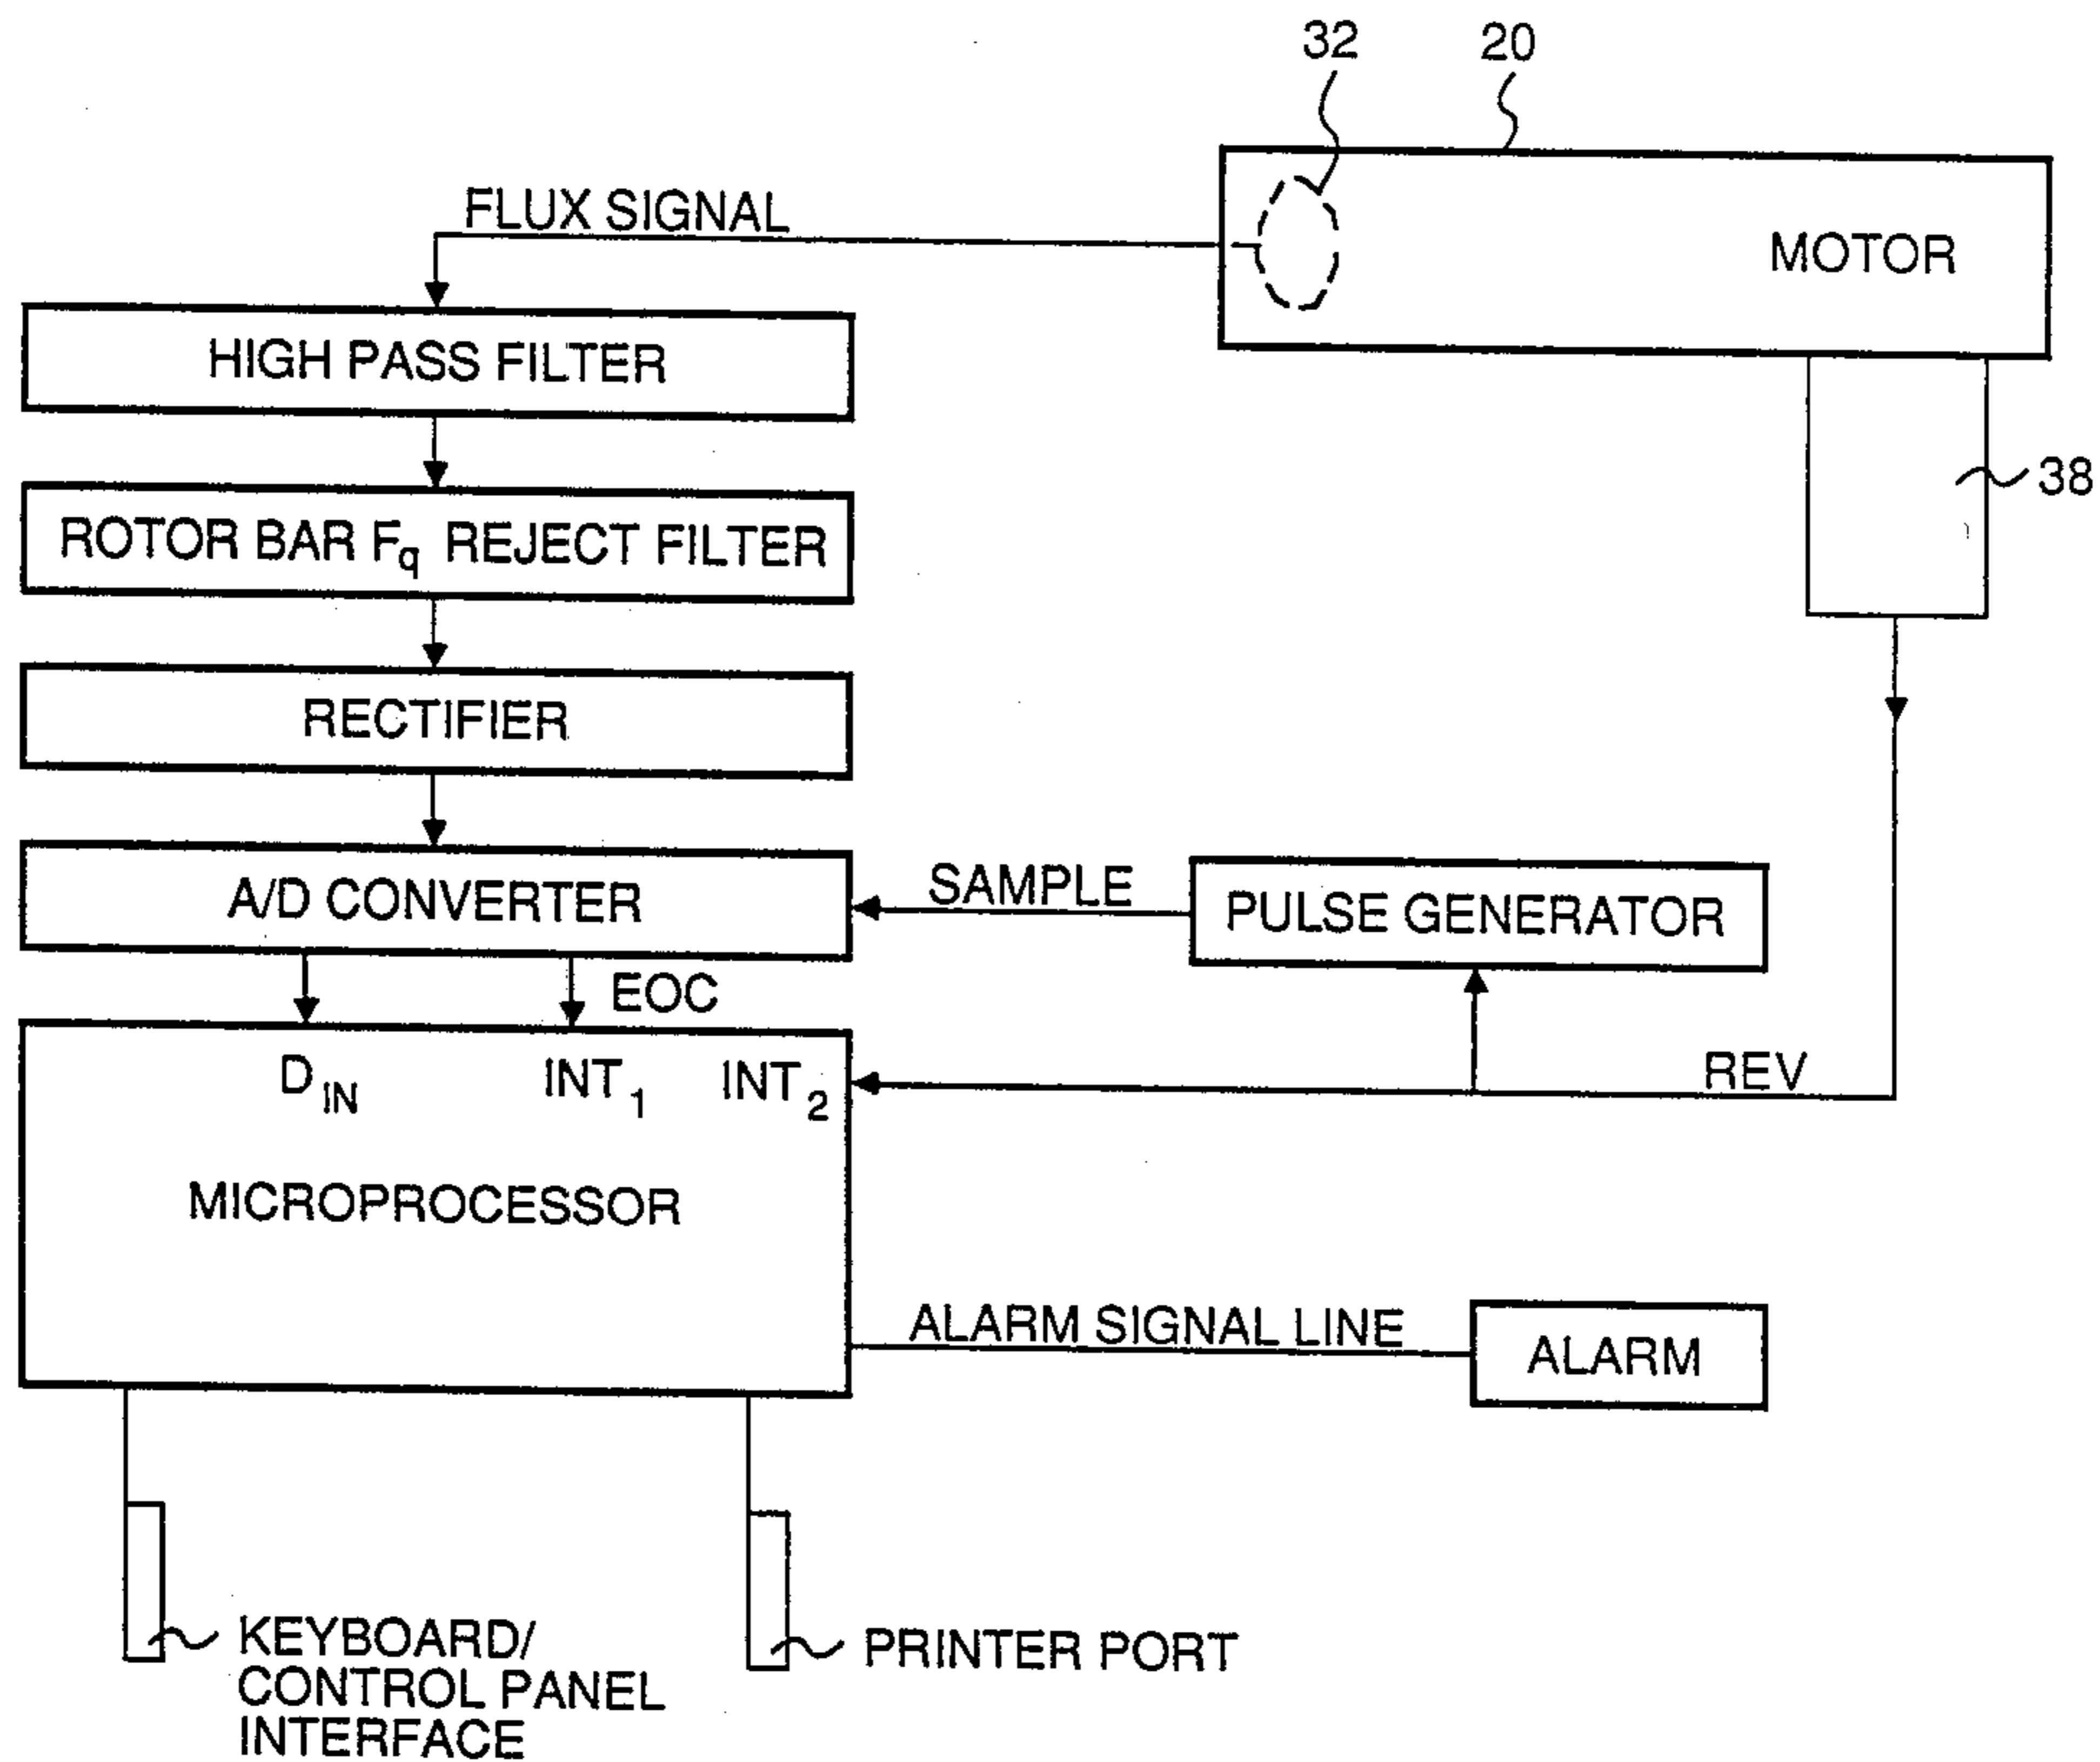 32
20
FLUX SIGNAL
MOTOR
HIGH PASS FILTER
38
ROTOR BAR Fq REJECT FILTER
RECTIFIER
A/D CONVERTER
SAMPLE
PULSE GENERATOR
EOC
DIN
INT1
INT2
REV
MICROPROCESSOR
ALARM SIGNAL LINE
ALARM
KEYBOARD/
CONTROL PANEL
INTERFACE
PRINTER PORT